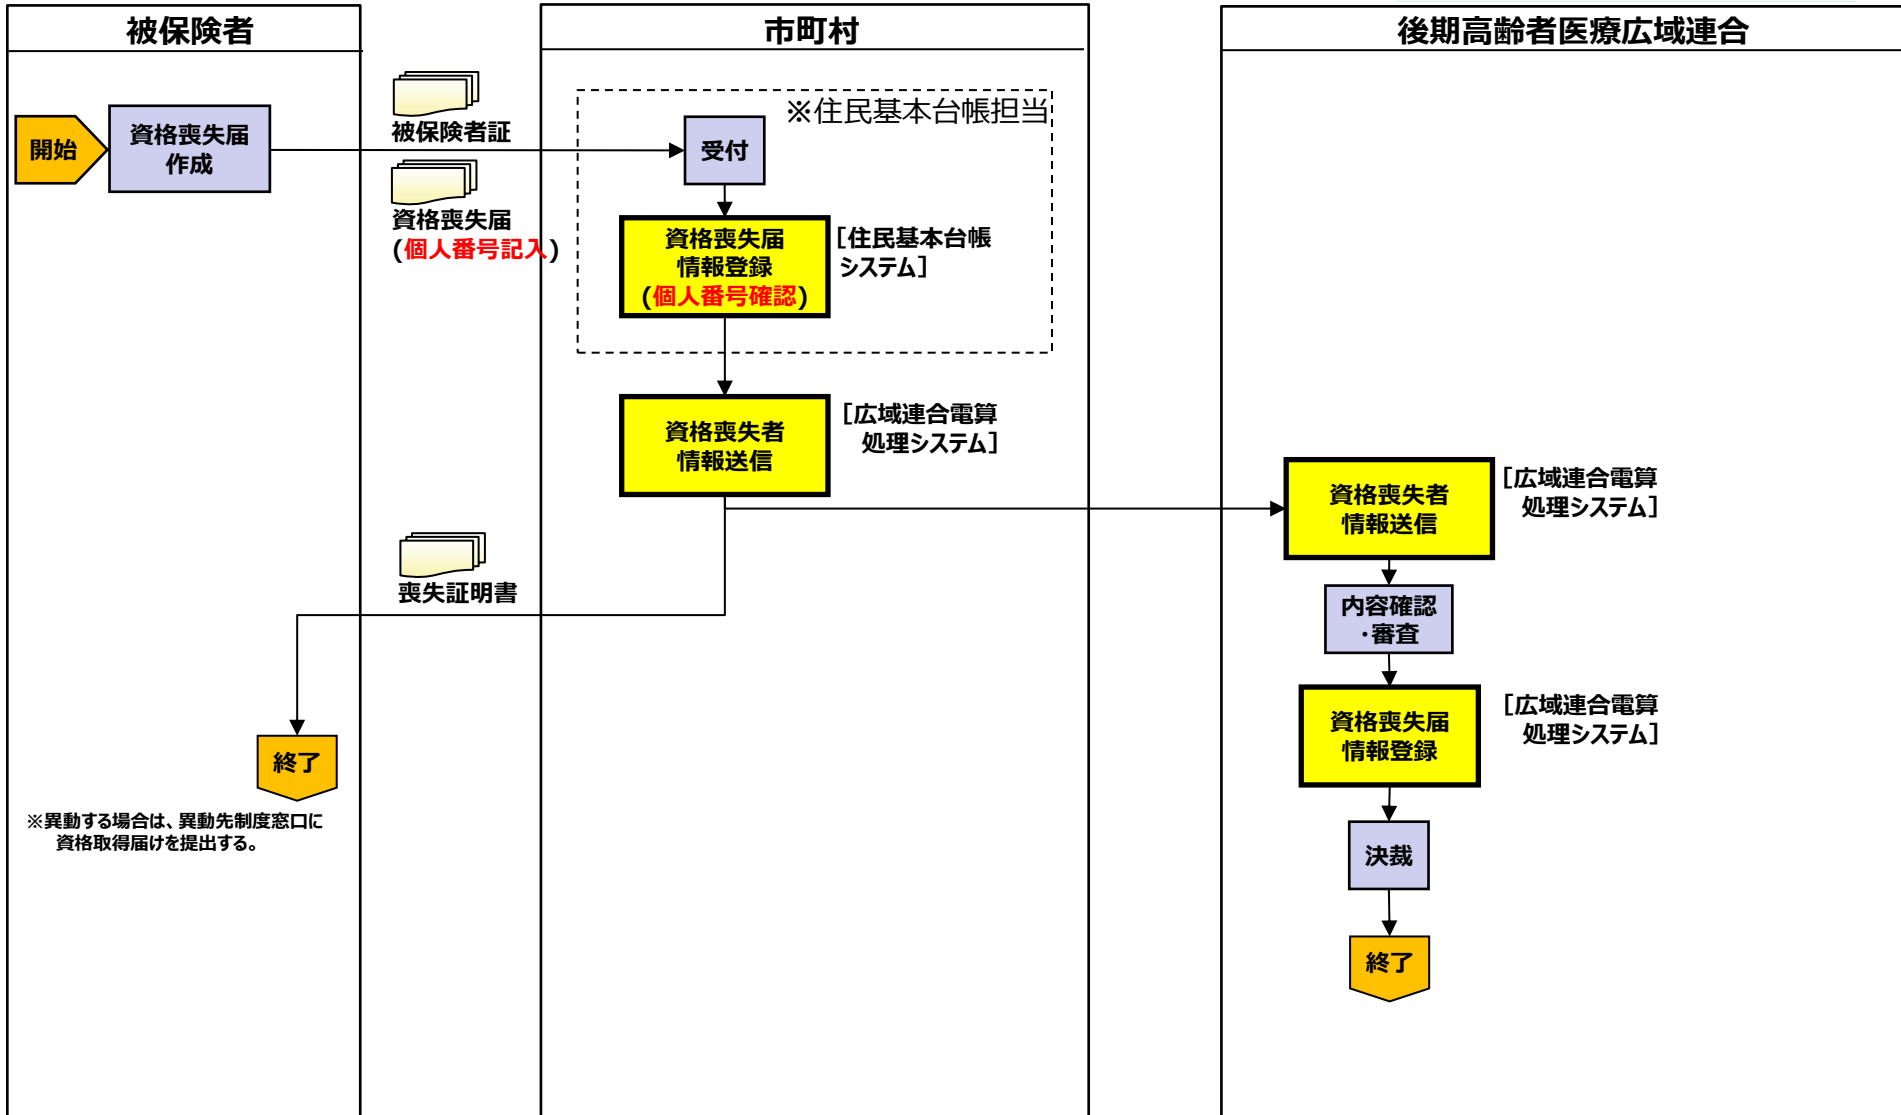 被保険者
市町村
後期高齢者医療広域連合
開始
資格喪失届
作成
被保険者証
資格喪失届
(個人番号記入)
※住民基本台帳担当
受付
資格喪失届
情報登録
(個人番号確認)
[住民基本台帳
システム]
資格喪失者
情報送信
[広域連合電算
処理システム]
喪失証明書
終了
※異動する場合は、異動先制度窓口に
資格取得届けを提出する。
資格喪失者
情報送信
[広域連合電算
処理システム]
内容確認
・審査
資格喪失届
情報登録
[広域連合電算
処理システム]
決裁
終了